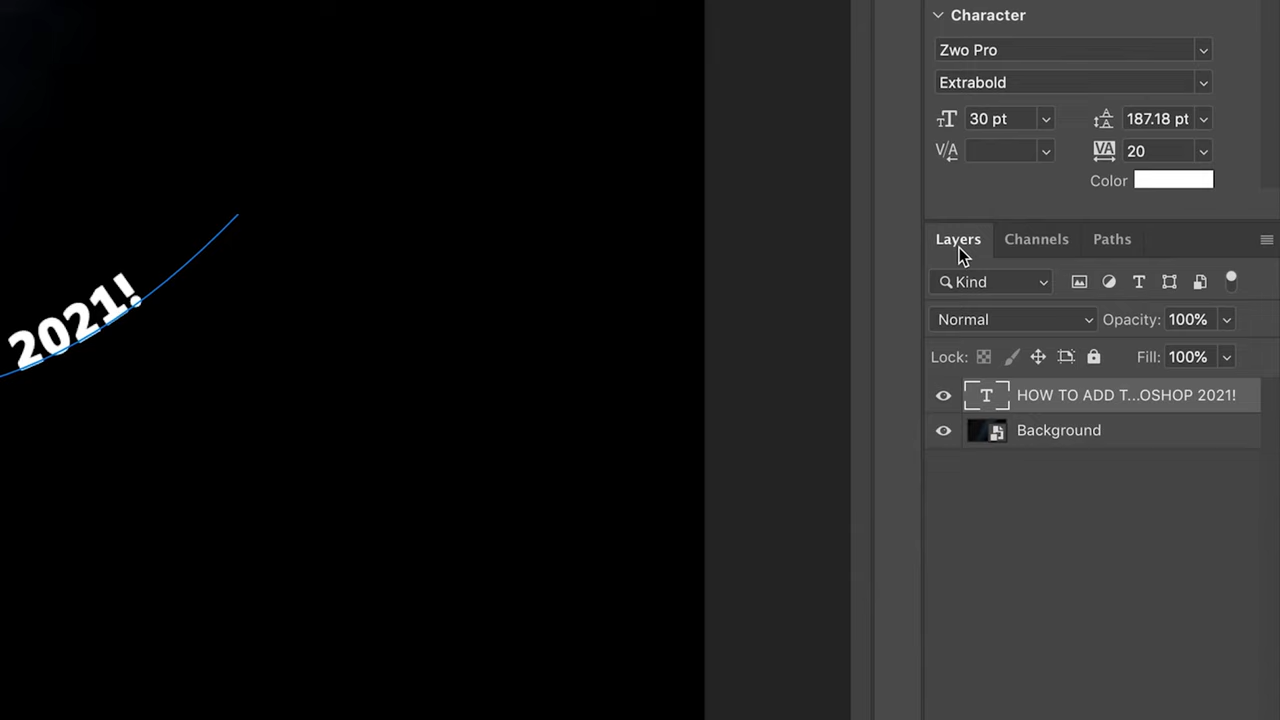 Character
Zwo Pro
Extrabold
30 pt
187.18 pt
20
Color
Layers Channels Paths
Kind
Normal
Opacity: 100%
Lock:
Fill: 100%
HOW TO ADD T...OSHOP 2021!
Background
2021!